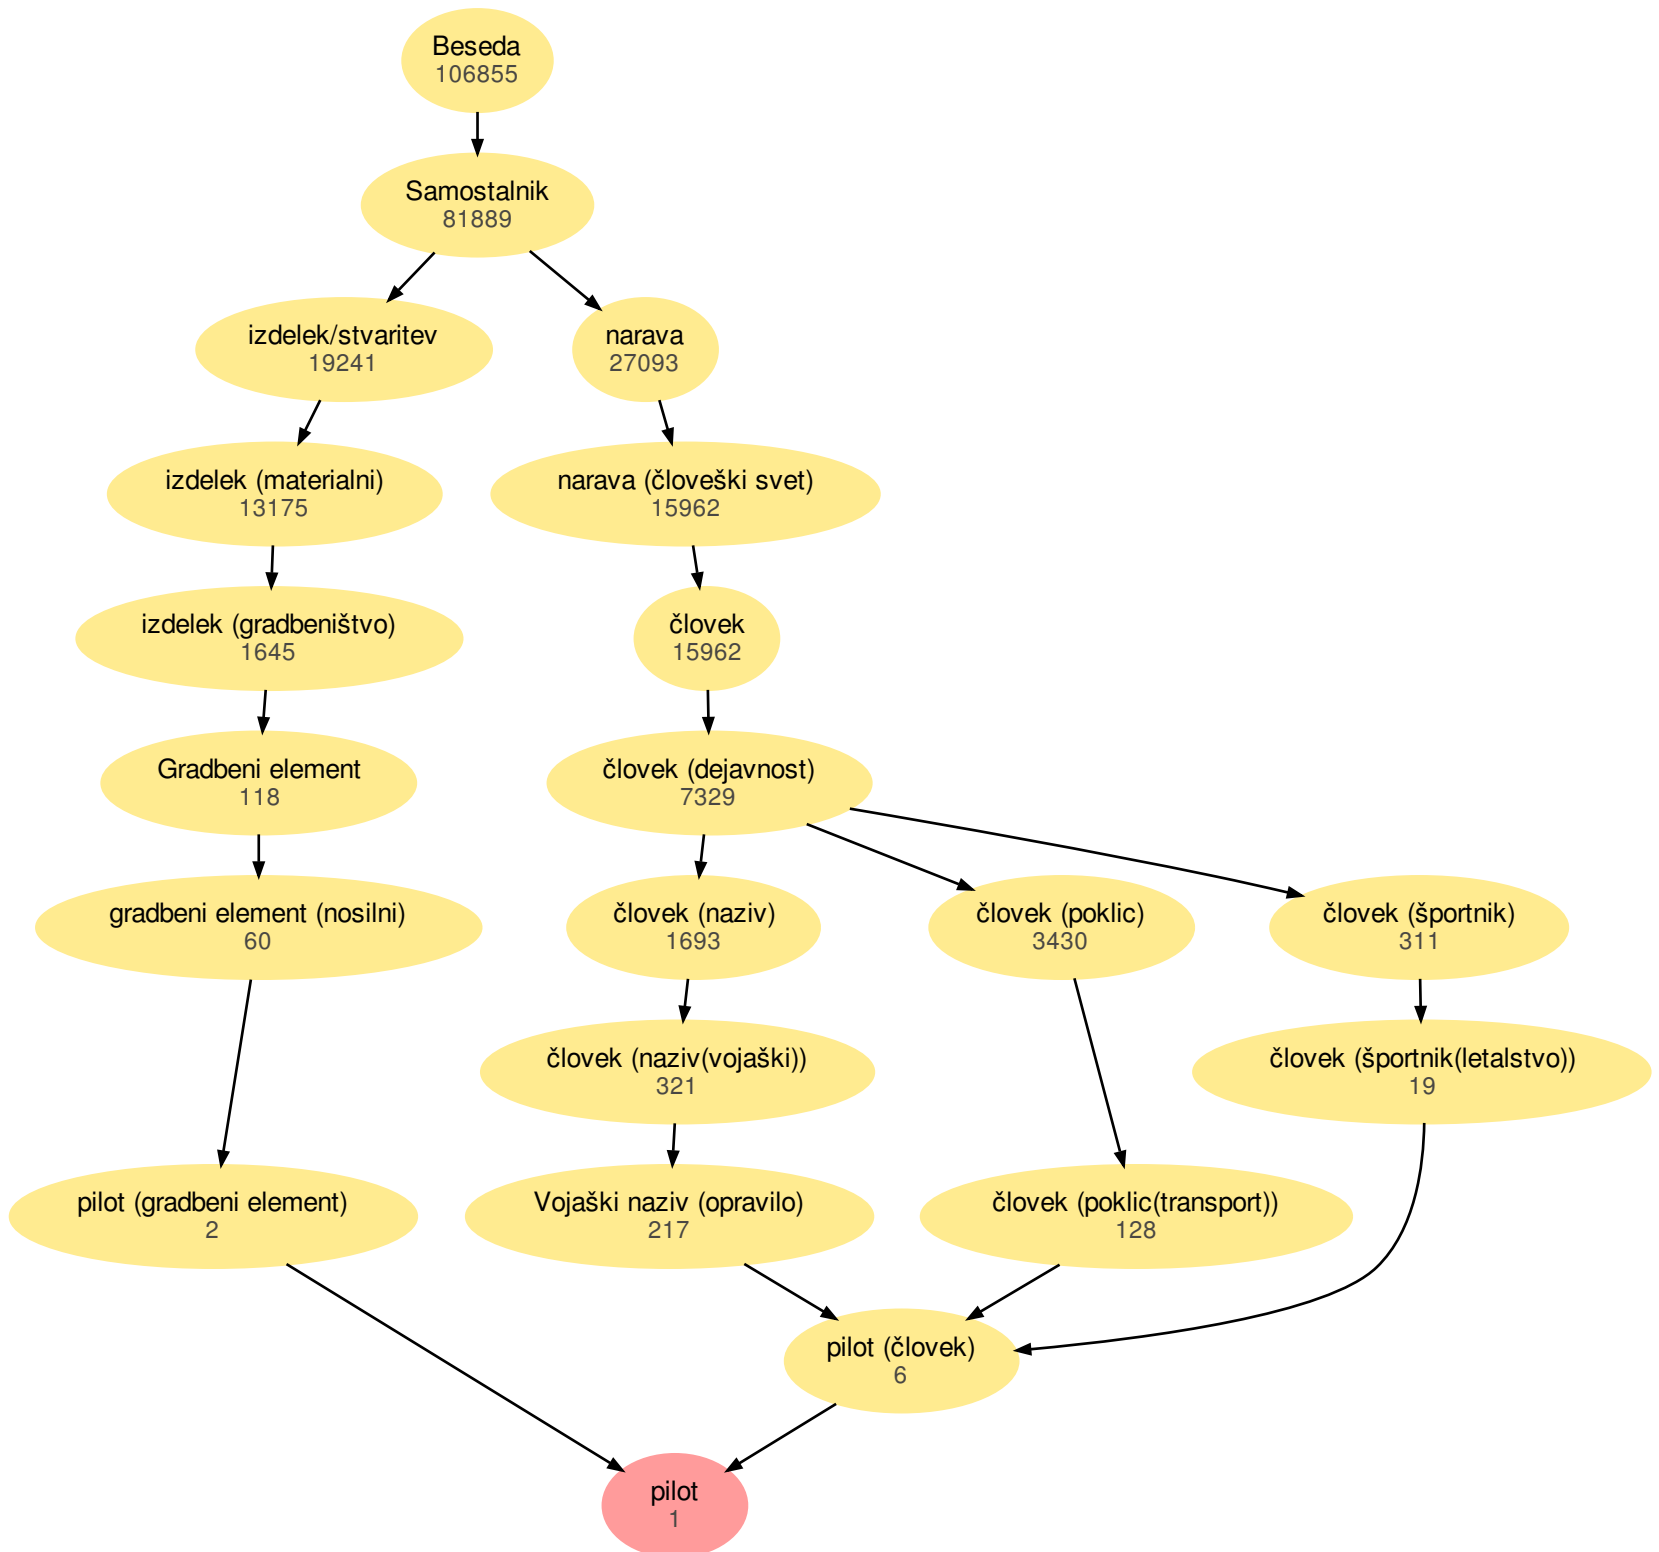 Beseda
106855
Samostalnik
81889
izdelek/stvaritev
19241
narava
27093
izdelek (materialni)
13175
narava (človeški svet)
15962
izdelek (gradbeništvo)
1645
človek
15962
Gradbeni element
118
človek (dejavnost)
7329
gradbeni element (nosilni)
60
človek (naziv)
1693
človek (poklic)
3430
človek (športnik)
311
človek (naziv(vojaški))
321
človek (športnik(letalstvo))
19
pilot (gradbeni element)
2
Vojaški naziv (opravilo)
217
človek (poklic(transport))
128
pilot (človek)
6
pilot
1